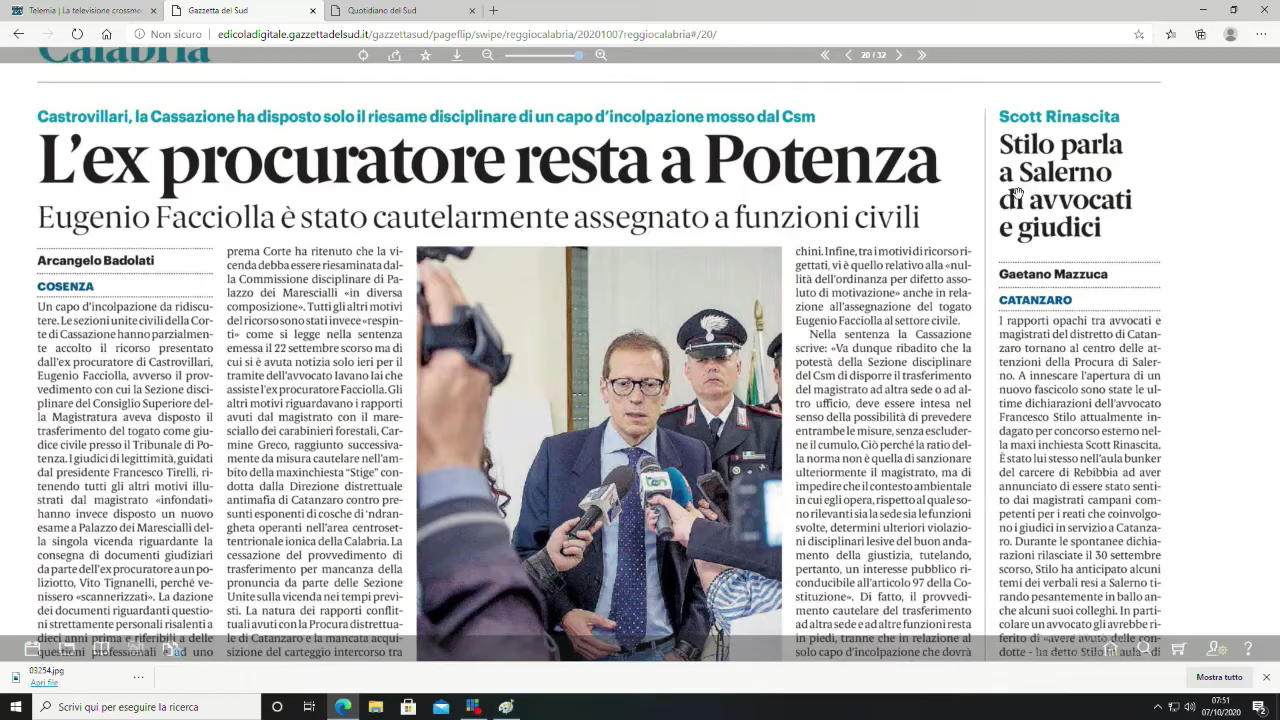 Telemia | La televisione crossme
Gazzetta del Sud
Quotidiano del Sud
Non sicuro
edicoladigitale.gazzettadelsud.it/gazzettasud/pageflip/swipe/reggiocalabria/20201007reggiocalabria#/20/
Calabria
20 / 32
Castrovillari, la Cassazione ha disposto solo il riesame disciplinare di un capo d'incolpazione mosso dal Csm
L'ex procuratore resta a Potenza
Eugenio Facciolla è stato cautelarmente assegnato a funzioni civili
Arcangelo Badolati
COSENZA
Un capo d'incolpazione da ridiscu-
tere. Le sezioni unite civili della Cor-
te di Cassazione hanno parzialmen-
te accolto il ricorso presentato
dall'ex procuratore di Castrovillari,
Eugenio Facciolla, avverso il prov-
vedimento con cui la Sezione disci-
plinare del Consiglio Superiore del-
la Magistratura aveva disposto il
trasferimento del togato come giu-
dice civile presso il Tribunale di Po-
tenza. I giudici di legittimità, guidati
dal presidente Francesco Tirelli, ri-
tenendo tutti gli altri motivi illu-
strati dal magistrato «infondati»
hanno invece disposto un nuovo
esame a Palazzo dei Marescialli del-
la singola vicenda riguardante la
consegna di documenti giudiziari
da parte dell'ex procuratore a un po-
liziotto, Vito Tignanelli, perché ve-
nissero «scannerizzati». La dazione
dei documenti riguardanti questio-
ni strettamente personali risalenti a
dieci anni prima e riferibili a delle
questioni professionali ad uno
prema Corte ha ritenuto che la vi-
cenda debba essere riesaminata dal-
la Commissione disciplinare di Pa-
lazzo dei Marescialli «in diversa
composizione». Tutti gli altri motivi
del ricorso sono stati invece «respin-
ti» come si legge nella sentenza
emessa il 22 settembre scorso ma di
cui si è avuta notizia solo ieri per il
tramite dell'avvocato Iavano Iai che
assiste l'ex procuratore Facciolla. Gli
altri motivi riguardavano i rapporti
avuti dal magistrato con il mare-
sciallo dei carabinieri forestali, Car-
mine Greco, raggiunto successiva-
mente da misura cautelare nell'am-
bito della maxinchiesta "Stige" con-
dotta dalla Direzione distrettuale
antimafia di Catanzaro contro pre-
sunti esponenti di cosche di 'ndran-
gheta operanti nell'area centroset-
tentrionale ionica della Calabria. La
cessazione del provvedimento di
trasferimento per mancanza della
pronuncia da parte delle Sezione
Unite sulla vicenda nei tempi previ-
sti. La natura dei rapporti conflit-
tuali avuti con la Procura distrettua-
le di Catanzaro e la mancata acqui-
sizione del carteggio intercorso tra
chini. Infine, tra i motivi di ricorso ri-
gettati, vi è quello relativo alla «nul-
lità dell'ordinanza per difetto asso-
luto di motivazione» anche in rela-
zione all'assegnazione del togato
Eugenio Facciolla al settore civile.
Nella sentenza la Cassazione
scrive: «Va dunque ribadito che la
potestà della Sezione disciplinare
del Csm di disporre il trasferimento
del magistrato ad altra sede o ad al-
tro ufficio, deve essere intesa nel
senso della possibilità di prevedere
entrambe le misure, senza escluder-
ne il cumulo. Ciò perché la ratio del-
la norma non è quella di sanzionare
ulteriormente il magistrato, ma di
impedire che il contesto ambientale
in cui egli opera, rispetto al quale so-
no rilevanti sia la sede sia le funzioni
svolte, determini ulteriori violazio-
ni disciplinari lesive del buon anda-
mento della giustizia, tutelando,
pertanto, un interesse pubblico ri-
conducibile all'articolo 97 della Co-
stituzione». Di fatto, il provvedi-
mento cautelare del trasferimento
ad altra sede e ad altre funzioni resta
in piedi, tranne che in relazione al
solo capo d'incolpazione che dovrà
Scott Rinascita
Stilo parla
a Salerno
di avvocati
e giudici
Gaetano Mazzuca
CATANZARO
I rapporti opachi tra avvocati e
magistrati del distretto di Catan-
zaro tornano al centro delle at-
tenzioni della Procura di Saler-
no. A innescare l'apertura di un
nuovo fascicolo sono state le ul-
time dichiarazioni dell'avvocato
Francesco Stilo attualmente in-
dagato per concorso esterno nel-
la maxi inchiesta Scott Rinascita.
È stato lui stesso nell'aula bunker
del carcere di Rebibbia ad aver
annunciato di essere stato senti-
to dai magistrati campani com-
petenti per i reati che coinvolgo-
no i giudici in servizio a Catanza-
ro. Durante le spontanee dichia-
razioni rilasciate il 30 settembre
scorso, Stilo ha anticipato alcuni
temi dei verbali resi a Salerno ti-
rando pesantemente in ballo an-
che alcuni suoi colleghi. In parti-
colare un avvocato gli avrebbe ri-
ferito di «avere avuto delle con-
dotte - ha detto Stilo in aula - di
03254.jpg
Apri file
Mostra tutto
Scrivi qui per eseguire la ricerca
07:51
07/10/2020
2